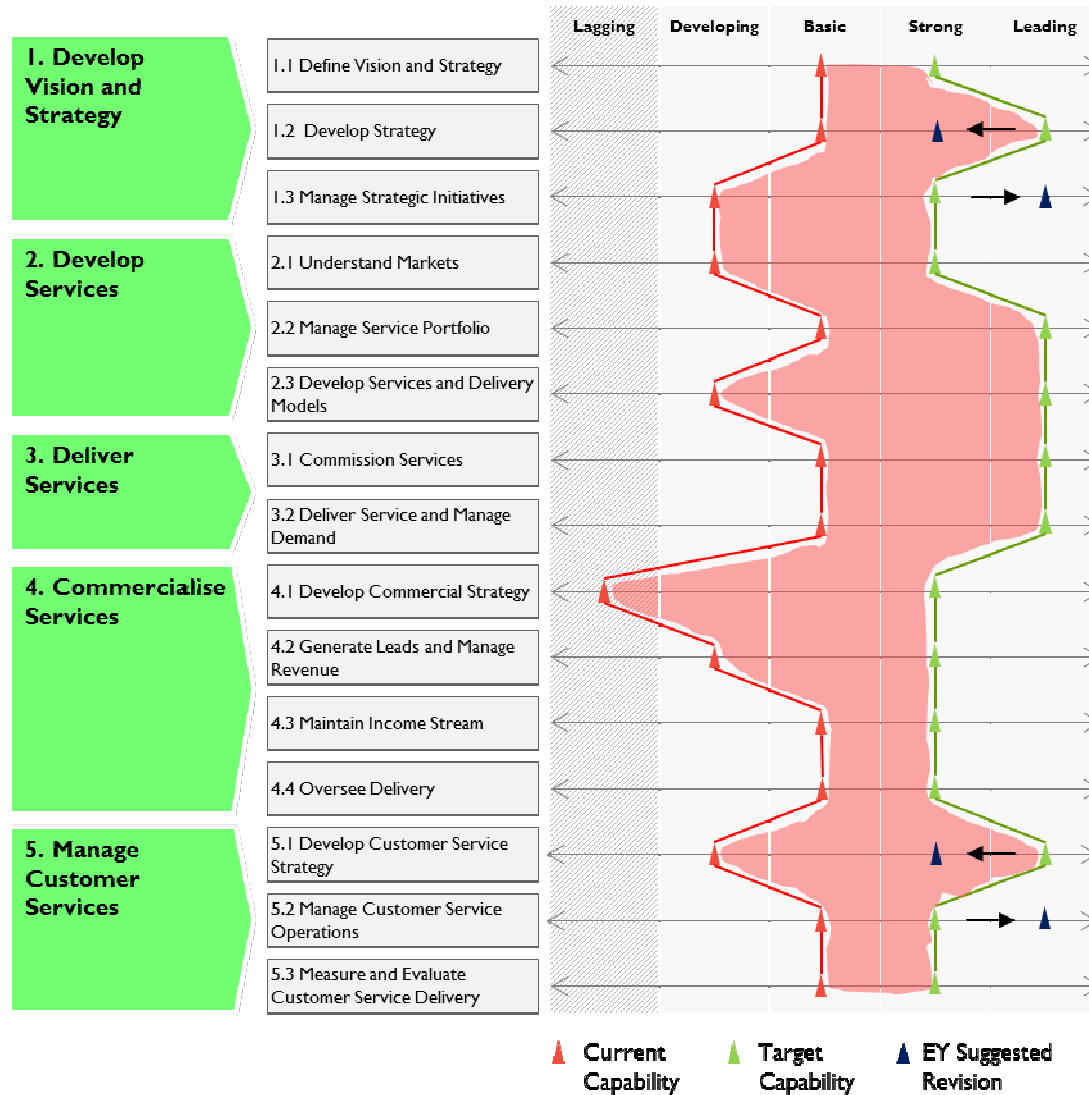 Lagging Developing Basic Strong Leading
1. Develop
Vision and
Strategy
1.1 Define Vision and Strategy
1.2 Develop Strategy
1.3 Manage Strategic Initiatives
2. Develop
Services
2.1 Understand Markets
2.2 Manage Service Portfolio
2.3 Develop Services and Delivery
Models
3. Deliver
Services
3.1 Commission Services
3.2 Deliver Service and Manage
Demand
4. Commercialise
Services
4.1 Develop Commercial Strategy
4.2 Generate Leads and Manage
Revenue
4.3 Maintain Income Stream
4.4 Oversee Delivery
5. Manage
Customer
Services
5.1 Develop Customer Service
Strategy
5.2 Manage Customer Service
Operations
5.3 Measure and Evaluate
Customer Service Delivery
Current
Capability
Target
Capability
EY Suggested
Revision